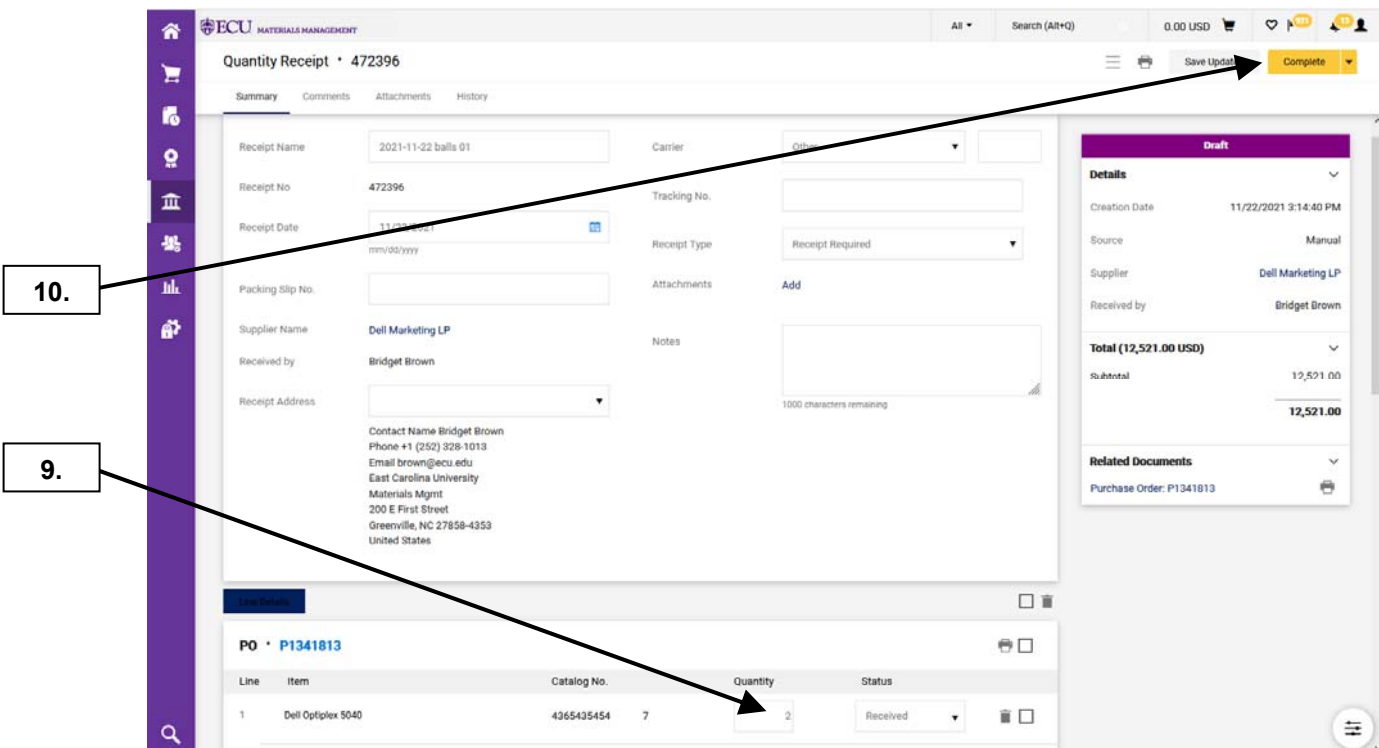 ECU MATERIALS MANAGEMENT
All
Search (Alt+Q)
0.00 USD
Quantity Receipt • 472396
Complete
Summary
Comments
Attachments
History
Receipt Name
2021-11-22 balls 01
Receipt No
472396
Receipt Date
11/22/2021
mm/dd/yyyy
Packing Slip No.
Supplier Name
Dell Marketing LP
Received by
Bridget Brown
Receipt Address
Contact Name Bridget Brown
Phone +1 (252) 328-1013
Email brown@ecu.edu
East Carolina University
Materials Mgmt
200 E First Street
Greenville, NC 27858-4353
United States
Carrier
Other
Tracking No.
Receipt Type
Receipt Required
Attachments
Add
Notes
1000 characters remaining
Draft
Details
Creation Date
11/22/2021 3:14:40 PM
Source
Manual
Supplier
Dell Marketing LP
Received by
Bridget Brown
Total (12,521.00 USD)
Subtotal
12,521.00
12,521.00
Related Documents
Purchase Order: P1341813
10.
9.
PO • P1341813
Line Item Catalog No. Quantity Status
1 Dell Optiplex 5040 4365435454 7 2 Received